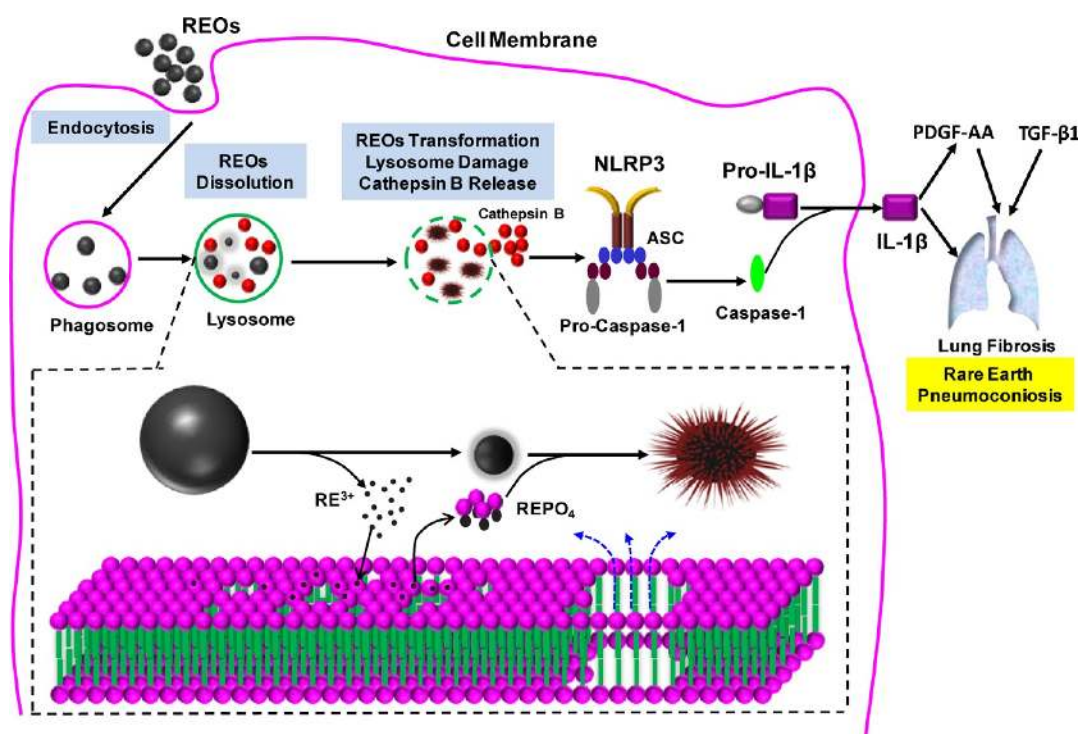 REOs
Cell Membrane
Endocytosis
REOs
Dissolution
REOs Transformation
Lysosome Damage
Cathepsin B Release
NLRP3
Pro-IL-1β
PDGF-AA
TGF-β1
Cathepsin B
ASC
IL-1β
Phagosome
Lysosome
Pro-Caspase-1
Caspase-1
Lung Fibrosis
Rare Earth
Pneumoconiosis
RE³⁺
REPO₄